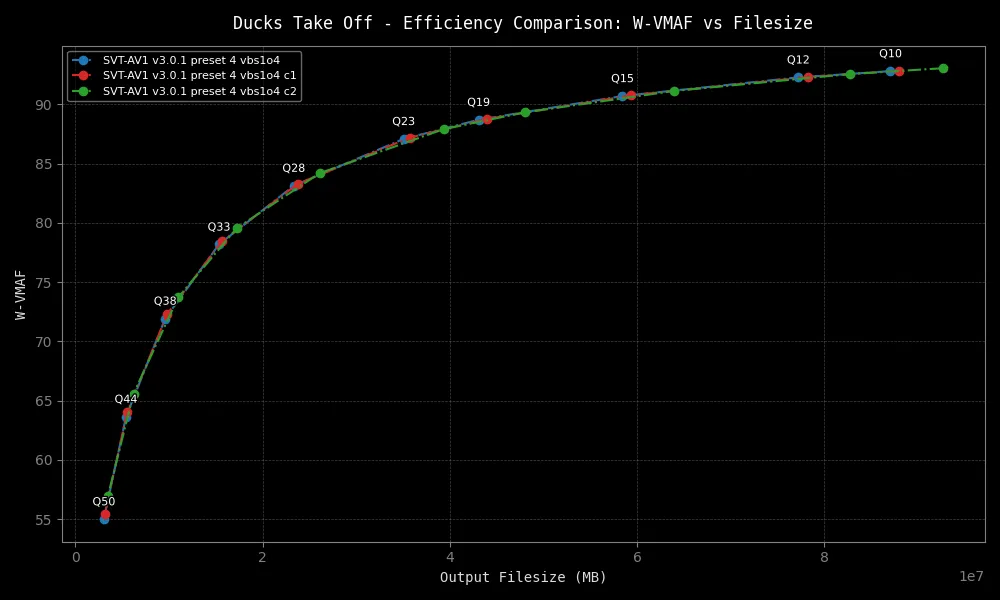 Ducks Take Off - Efficiency Comparison: W-VMAF vs Filesize
SVT-AV1 v3.0.1 preset 4 vbs1o4
SVT-AV1 v3.0.1 preset 4 vbs1o4 c1
SVT-AV1 v3.0.1 preset 4 vbs1o4 c2
Q10
Q12
Q15
Q19
Q23
Q28
Q33
Q38
Q44
Q50
90
85
80
75
70
65
60
55
W-VMAF
0 2 4 6 8
1e7
Output Filesize (MB)